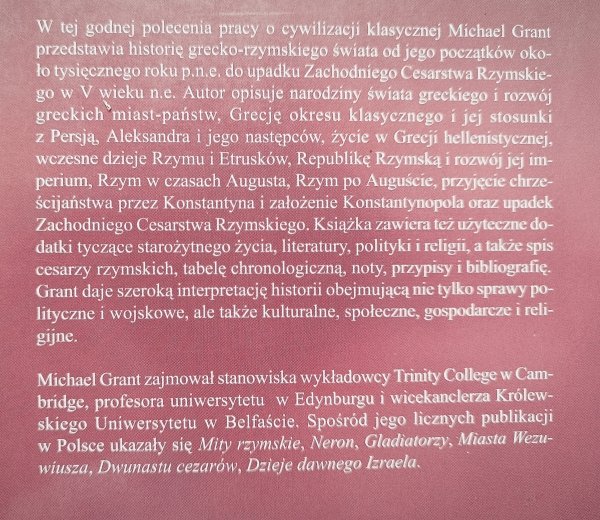 W tej godnej polecenia pracy o cywilizacji klasycznej Michael Grant
przedstawia historię grecko-rzymskiego świata od jego początków oko-
ło tysięcznego roku p.n.e. do upadku Zachodniego Cesarstwa Rzymskie-
go w V wieku n.e. Autor opisuje narodziny świata greckiego i rozwój
greckich miast-państw, Grecję okresu klasycznego i jej stosunki
z Persją, Aleksandra i jego następców, życie w Grecji hellenistycznej,
wczesne dzieje Rzymu i Etrusków, Republikę Rzymską i rozwój jej im-
perium, Rzym w czasach Augusta, Rzym po Auguście, przyjęcie chrze-
ścijaństwa przez Konstantyna i założenie Konstantynopola oraz upadek
Zachodniego Cesarstwa Rzymskiego. Książka zawiera też użyteczne do-
datki tyczące starożytnego życia, literatury, polityki i religii, a także spis
cesarzy rzymskich, tabelę chronologiczną, noty, przypisy i bibliografię.
Grant daje szeroką interpretację historii obejmującą nie tylko sprawy po-
lityczne i wojskowe, ale także kulturalne, społeczne, gospodarcze i reli-
gijne.
Michael Grant zajmował stanowiska wykładowcy Trinity College w Cam-
bridge, profesora uniwersytetu w Edynburgu i wicekanclerza Królew-
skiego Uniwersytetu w Belfaście. Spośród jego licznych publikacji
w Polsce ukazały się Mity rzymskie, Neron, Gladiatorzy, Miasta Wezu-
wiusza, Dwunastu cezarów, Dzieje dawnego Izraela.